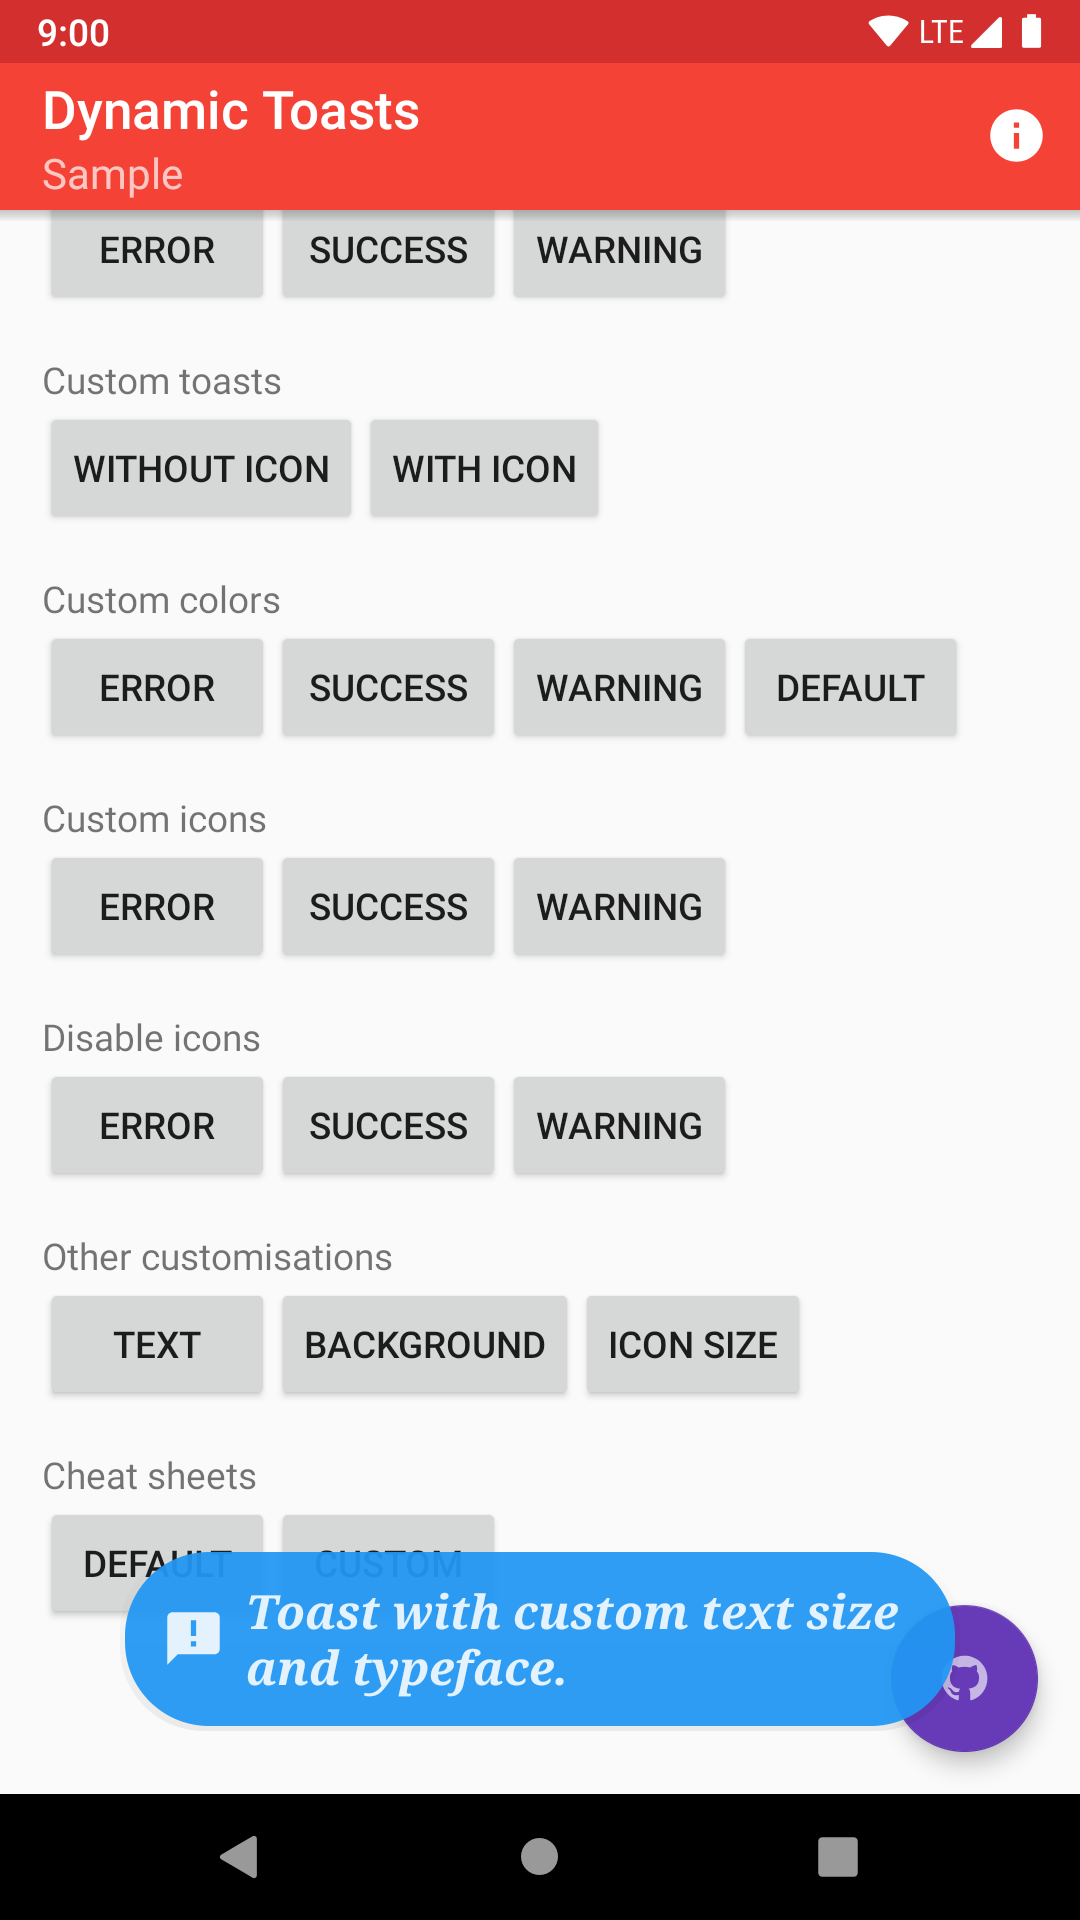 9:00 LTE
Dynamic Toasts
Sample
ERROR SUCCESS WARNING
Custom toasts
WITHOUT ICON WITH ICON
Custom colors
ERROR SUCCESS WARNING DEFAULT
Custom icons
ERROR SUCCESS WARNING
Disable icons
ERROR SUCCESS WARNING
Other customisations
TEXT BACKGROUND ICON SIZE
Cheat sheets
DEFAULT CUSTOM
Toast with custom text size
and typeface.